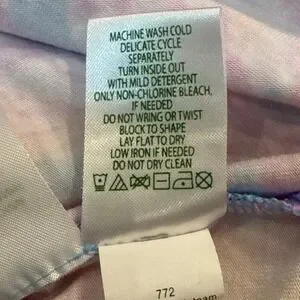 MACHINE WASH COLD
DELICATE CYCLE
SEPARATELY
TURN INSIDE OUT
WITH MILD DETERGENT
ONLY NON-CHLORINE BLEACH,
IF NEEDED
DO NOT WRING OR TWIST
BLOCK TO SHAPE
LAY FLAT TO DRY
LOW IRON IF NEEDED
DO NOT DRY CLEAN
772